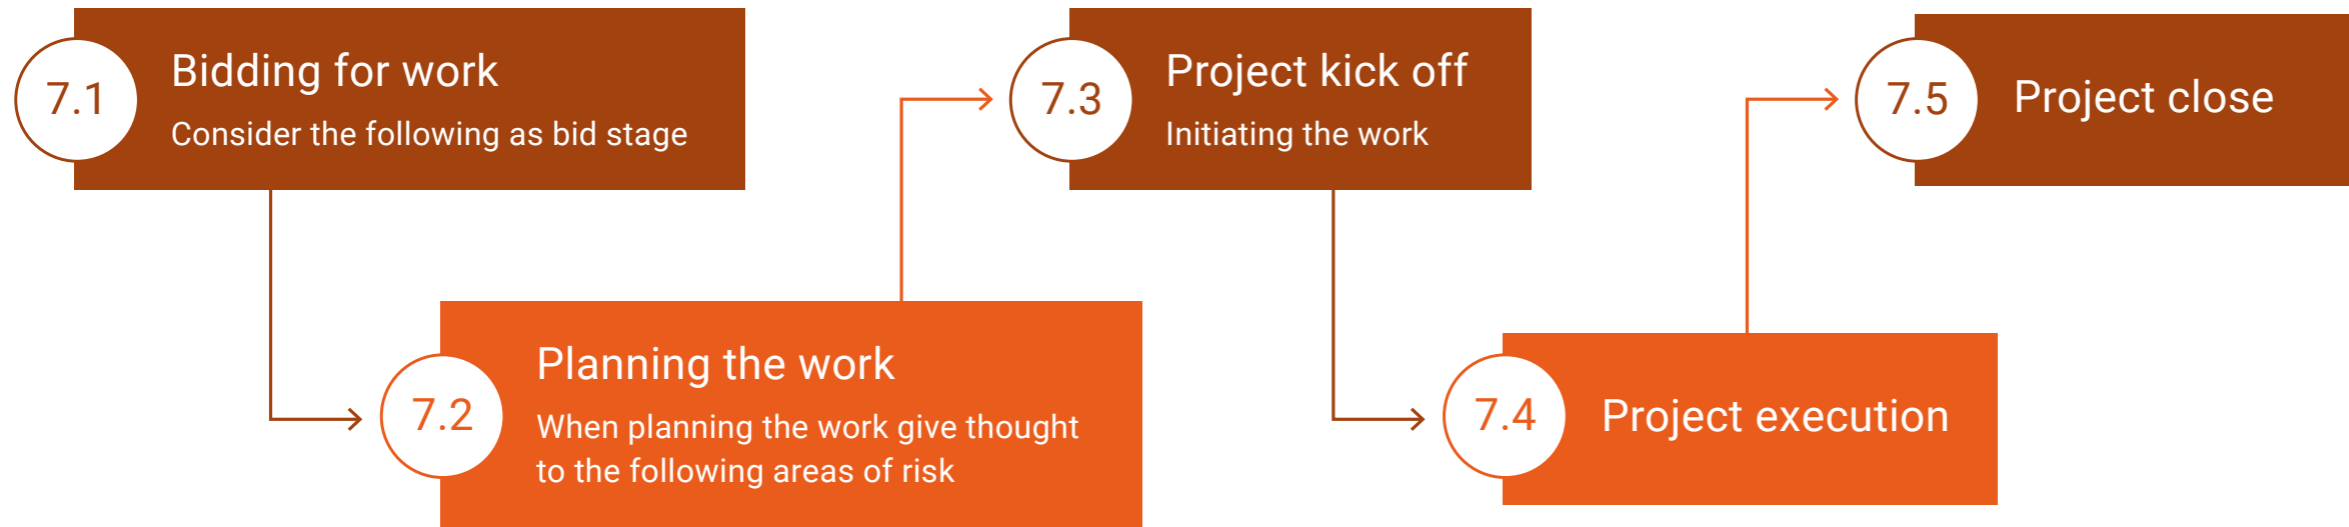 7.1
Bidding for work
Consider the following as bid stage
7.2
Planning the work
When planning the work give thought
to the following areas of risk
7.3
Project kick off
Initiating the work
7.4
Project execution
7.5
Project close